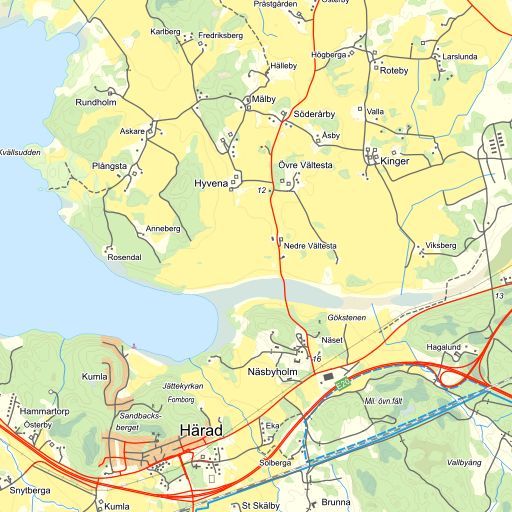 Prästgården
Österby
Karlberg
Fredriksberg
Högberga
Larslunda
Hälleby
Roteby
Rundholm
Mälby
Söderårby
Valla
Askare
Åsby
Kvällsudden
Plångsta
Övre Vältesta
Kinger
Hyvena
12
Anneberg
Nedre Vältesta
Viksberg
Rosendal
13
Gökstenen
Näset
Hagalund
16
Kumla
Näsbyholm
Jättekyrkan
Fornborg
E20
Mil. övn.fält
Hammartorp
Österby
Sandbacks-
berget
Härad
Eka
Solberga
Vallbyäng
Snytberga
Kumla
St Skälby
Brunna